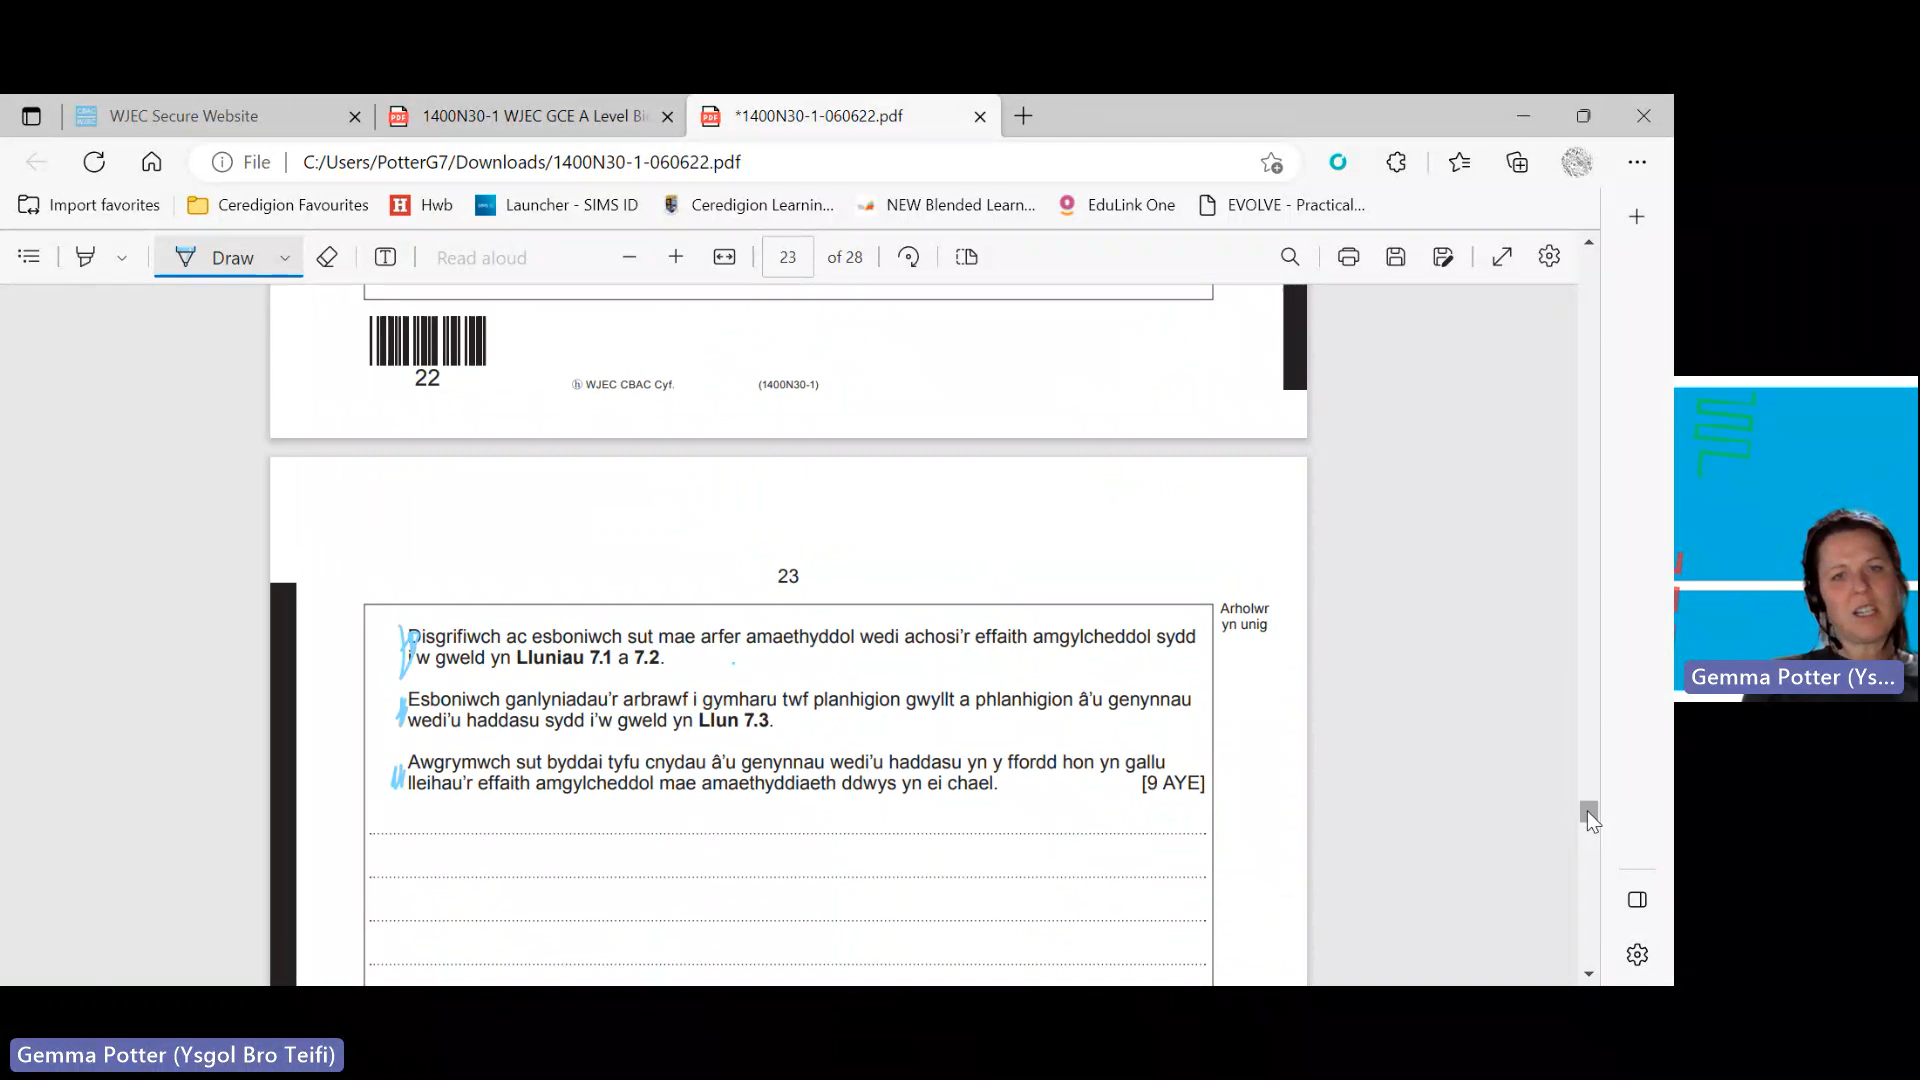 WJEC Secure Website
1400N30-1 WJEC GCE A Level Bi
*1400N30-1-060622.pdf
File
C:/Users/PotterG7/Downloads/1400N30-1-060622.pdf
Import favorites
Ceredigion Favourites
Hwb
Launcher - SIMS ID
Ceredigion Learnin...
NEW Blended Learn...
EduLink One
EVOLVE - Practical...
Draw
Read aloud
23
of 28
22
WJEC CBAC Cyf.
(1400N30-1)
23
Arholwr
yn unig
Disgrifiwch ac esboniwch sut mae arfer amaethyddol wedi achosi'r effaith amgylcheddol sydd
i'w gweld yn Lluniau 7.1 a 7.2.
Esboniwch ganlyniadau'r arbrawf i gymharu twf planhigion gwyllt a phlanhigion â'u genynnau
wedi'u haddasu sydd i'w gweld yn Llun 7.3.
Awgrymwch sut byddai tyfu cnydau â'u genynnau wedi'u haddasu yn y ffordd hon yn gallu
lleihau'r effaith amgylcheddol mae amaethyddiaeth ddwys yn ei chael. [9 AYE]
Gemma Potter (Ys...
Gemma Potter (Ysgol Bro Teifi)